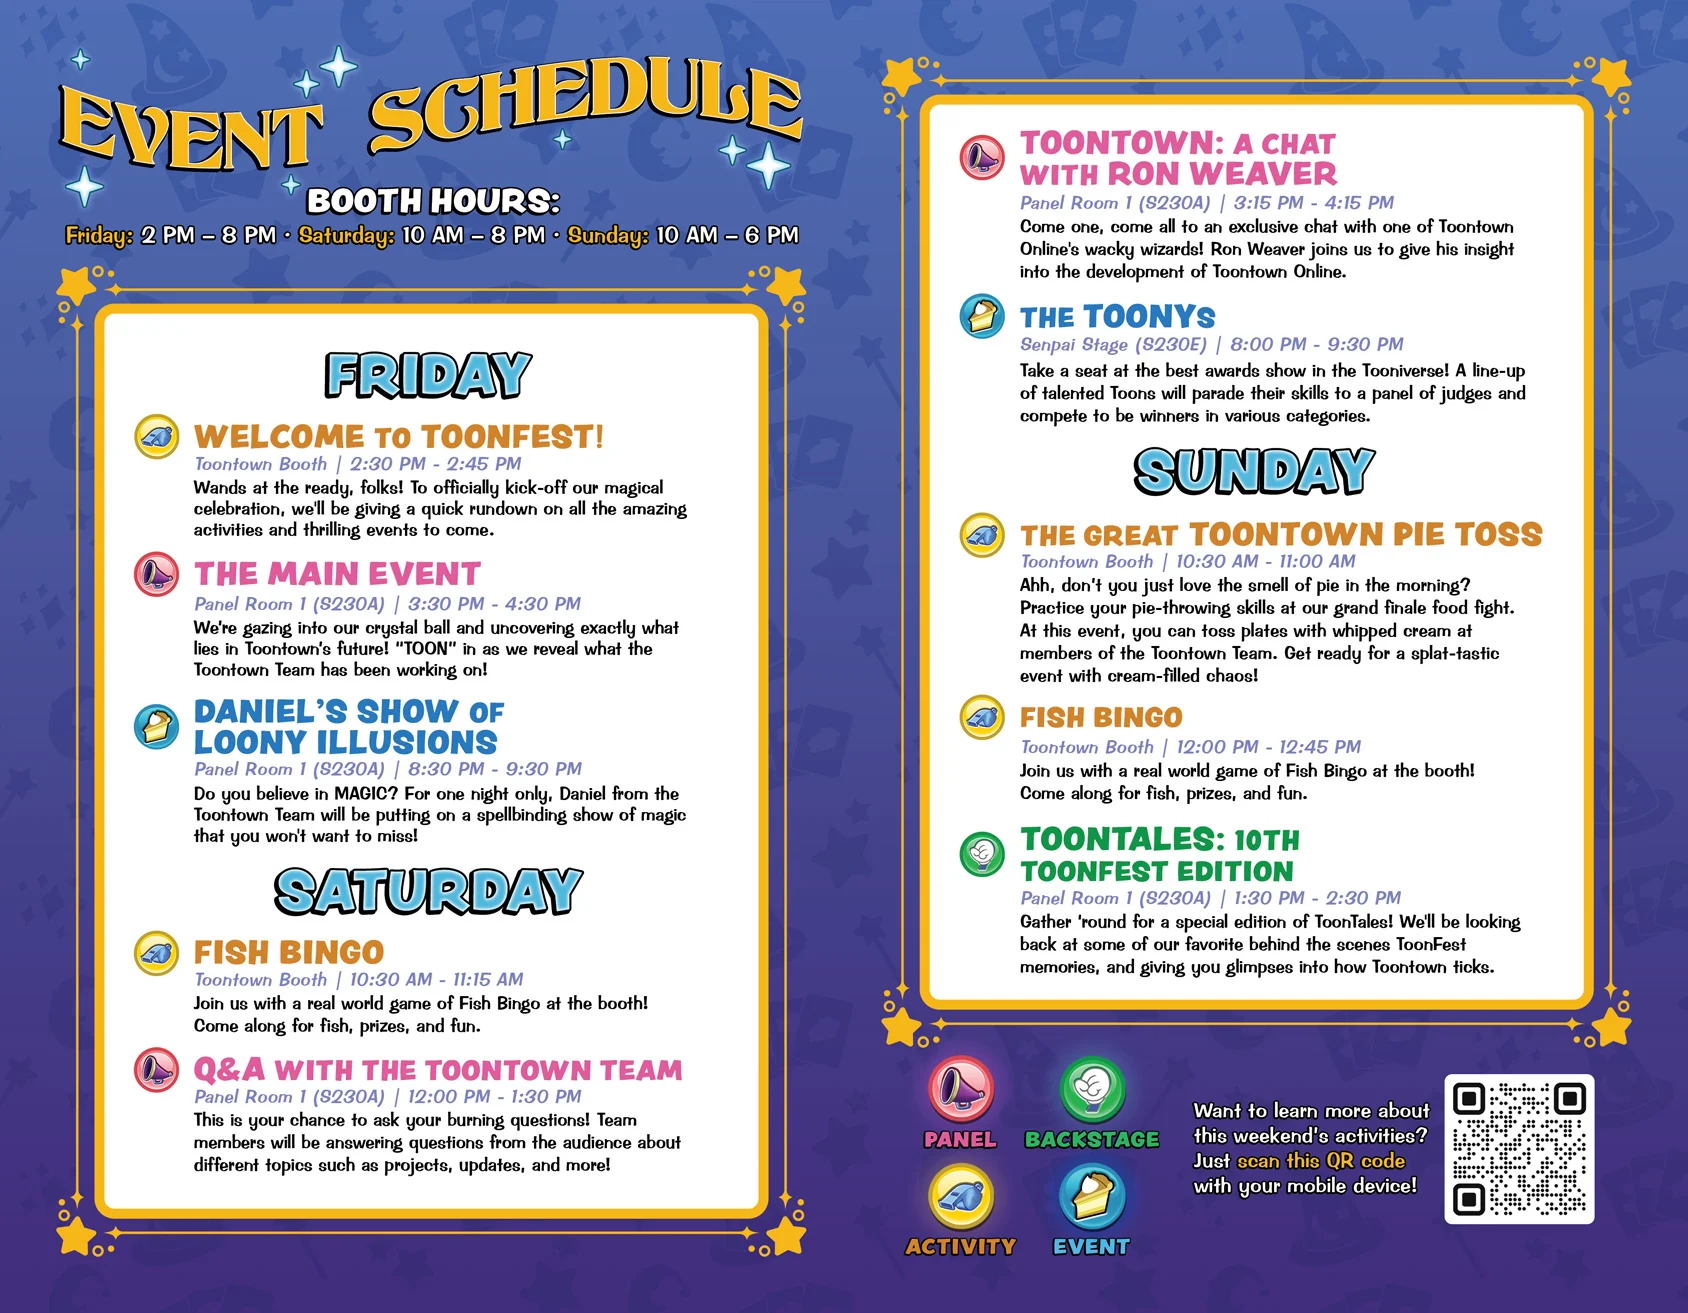 EVENT SCHEDULE
BOOTH HOURS:
Friday: 2 PM – 8 PM · Saturday: 10 AM – 8 PM · Sunday: 10 AM – 6 PM
FRIDAY
WELCOME TO TOONFEST!
Toontown Booth | 2:30 PM - 2:45 PM
Wands at the ready, folks! To officially kick-off our magical
celebration, we'll be giving a quick rundown on all the amazing
activities and thrilling events to come.
THE MAIN EVENT
Panel Room 1 (S230A) | 3:30 PM - 4:30 PM
We're gazing into our crystal ball and uncovering exactly what
lies in Toontown's future! "TOON" in as we reveal what the
Toontown Team has been working on!
DANIEL'S SHOW OF
LOONY ILLUSIONS
Panel Room 1 (S230A) | 8:30 PM - 9:30 PM
Do you believe in MAGIC? For one night only, Daniel from the
Toontown Team will be putting on a spellbinding show of magic
that you won't want to miss!
SATURDAY
FISH BINGO
Toontown Booth | 10:30 AM - 11:15 AM
Join us with a real world game of Fish Bingo at the booth!
Come along for fish, prizes, and fun.
Q&A WITH THE TOONTOWN TEAM
Panel Room 1 (S230A) | 12:00 PM - 1:30 PM
This is your chance to ask your burning questions! Team
members will be answering questions from the audience about
different topics such as projects, updates, and more!
TOONTOWN: A CHAT
WITH RON WEAVER
Panel Room 1 (S230A) | 3:15 PM - 4:15 PM
Come one, come all to an exclusive chat with one of Toontown
Online's wacky wizards! Ron Weaver joins us to give his insight
into the development of Toontown Online.
THE TOONYS
Senpai Stage (S230E) | 8:00 PM - 9:30 PM
Take a seat at the best awards show in the Tooniverse! A line-up
of talented Toons will parade their skills to a panel of judges and
compete to be winners in various categories.
SUNDAY
THE GREAT TOONTOWN PIE TOSS
Toontown Booth | 10:30 AM - 11:00 AM
Ahh, don't you just love the smell of pie in the morning?
Practice your pie-throwing skills at our grand finale food fight.
At this event, you can toss plates with whipped cream at
members of the Toontown Team. Get ready for a splat-tastic
event with cream-filled chaos!
FISH BINGO
Toontown Booth | 12:00 PM - 12:45 PM
Join us with a real world game of Fish Bingo at the booth!
Come along for fish, prizes, and fun.
TOONTALES: 10TH
TOONFEST EDITION
Panel Room 1 (S230A) | 1:30 PM - 2:30 PM
Gather 'round for a special edition of ToonTales! We'll be looking
back at some of our favorite behind the scenes ToonFest
memories, and giving you glimpses into how Toontown ticks.
PANEL
BACKSTAGE
ACTIVITY
EVENT
Want to learn more about
this weekend's activities?
Just scan this QR code
with your mobile device!